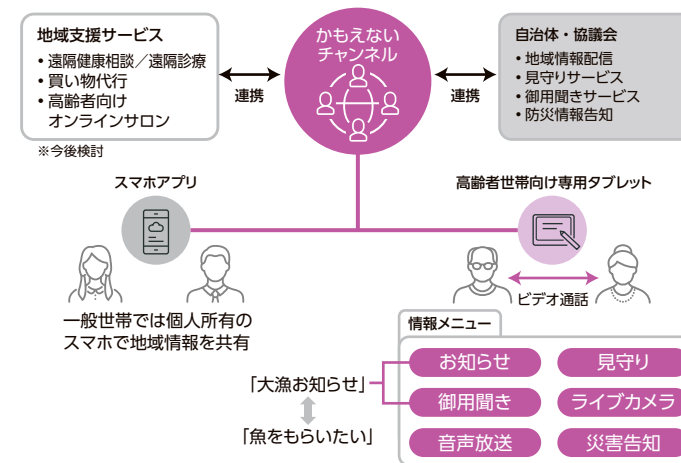 地域支援サービス
• 遠隔健康相談／遠隔診療
• 買い物代行
• 高齢者向け
オンラインサロン
※今後検討
連携
かもえない
チャンネル
連携
自治体・協議会
• 地域情報配信
• 見守りサービス
• 御用聞きサービス
• 防災情報告知
スマホアプリ
一般世帯では個人所有の
スマホで地域情報を共有
高齢者世帯向け専用タブレット
ビデオ通話
情報メニュー
お知らせ
見守り
御用聞き
ライブカメラ
音声放送
災害告知
「大漁お知らせ」
「魚をもらいたい」